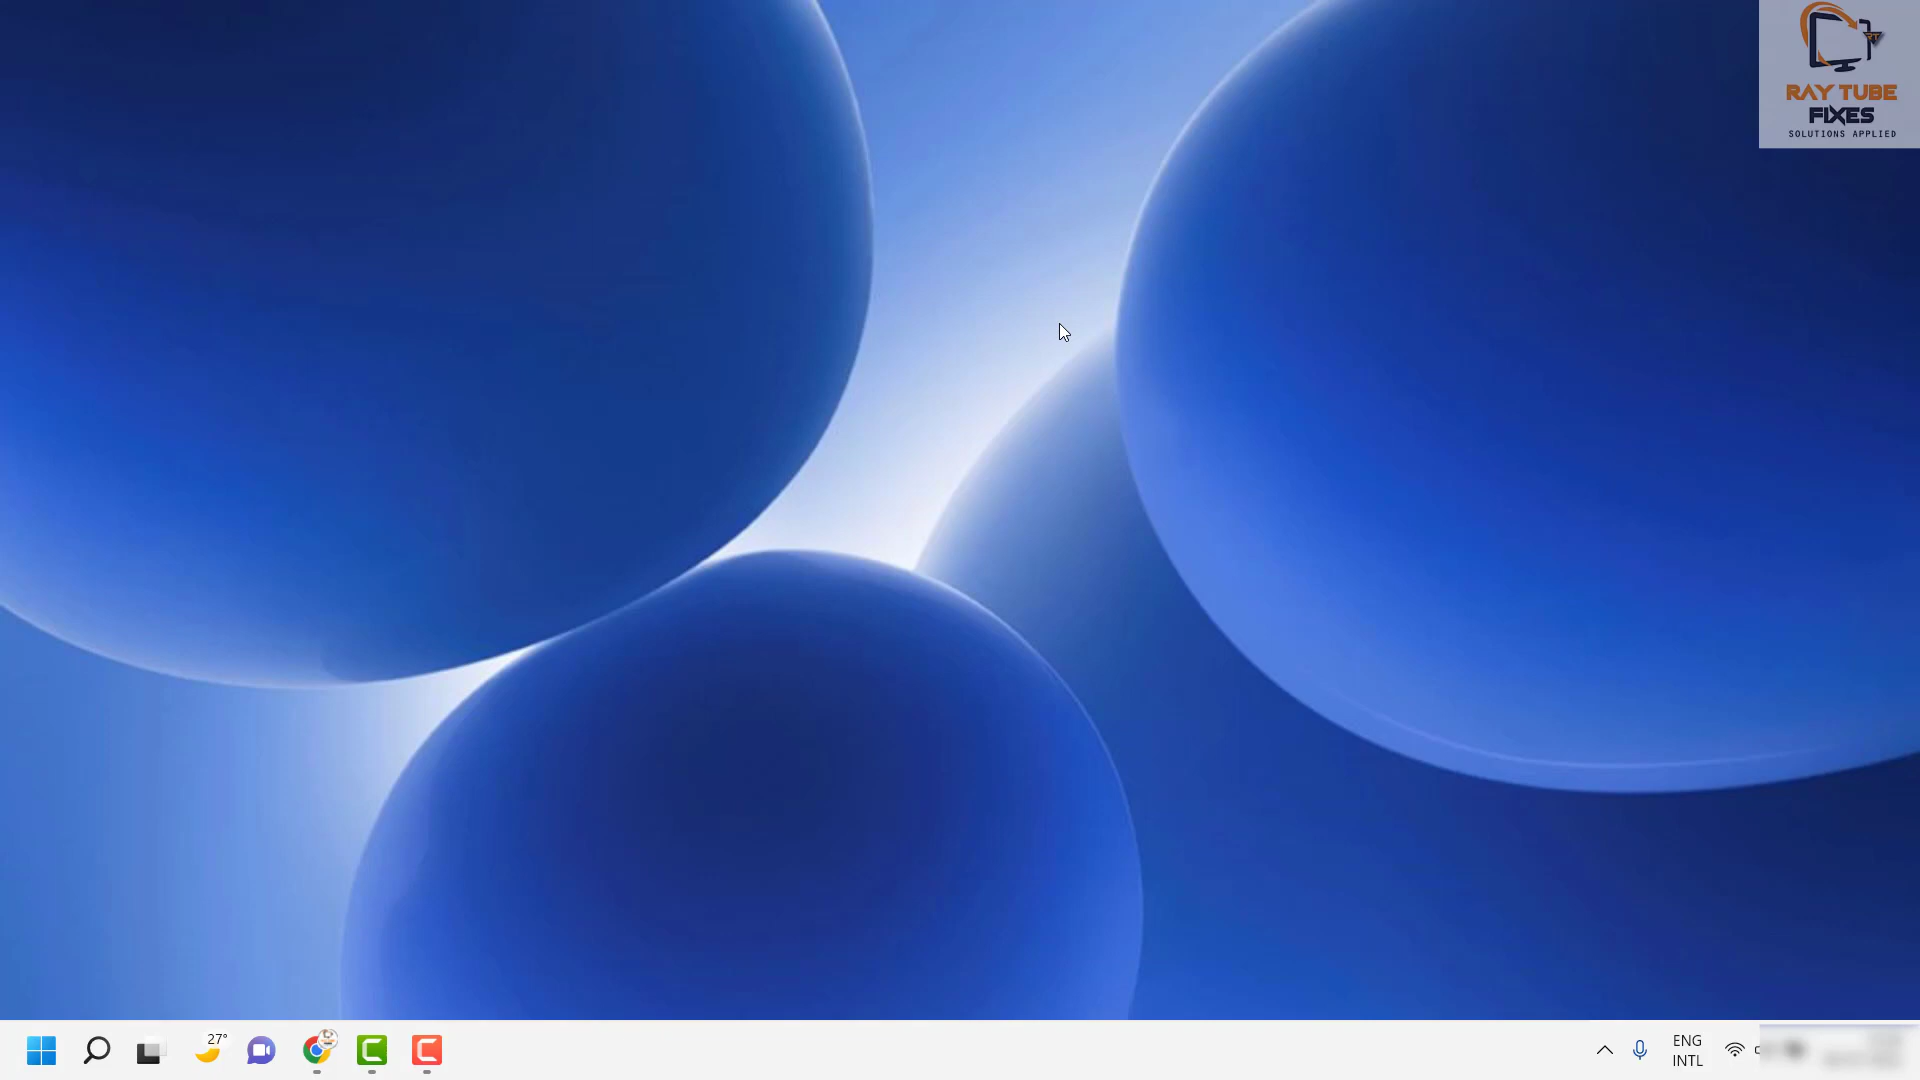 RAY TUBE
FIXES
SOLUTIONS APPLIED
27°
ENG
INTL